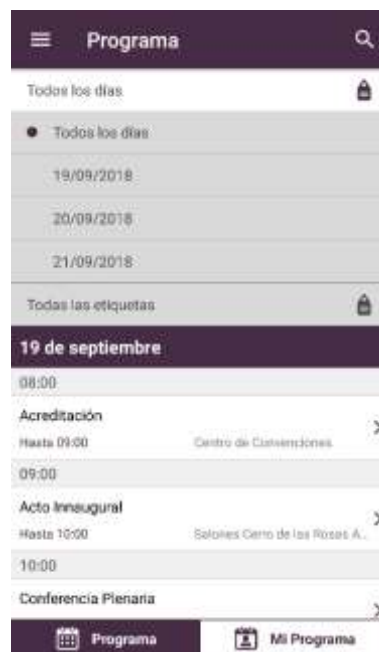 Programa
Todos los días
Todos los días
19/09/2018
20/09/2018
21/09/2018
Todas las etiquetas
19 de septiembre
08:00
Acreditación
Hasta 09:00 Centro de Convenciones
09:00
Acto Innaugural
Hasta 10:00 Salones Cerro de las Rosas A...
10:00
Conferencia Plenaria
Programa Mi Programa